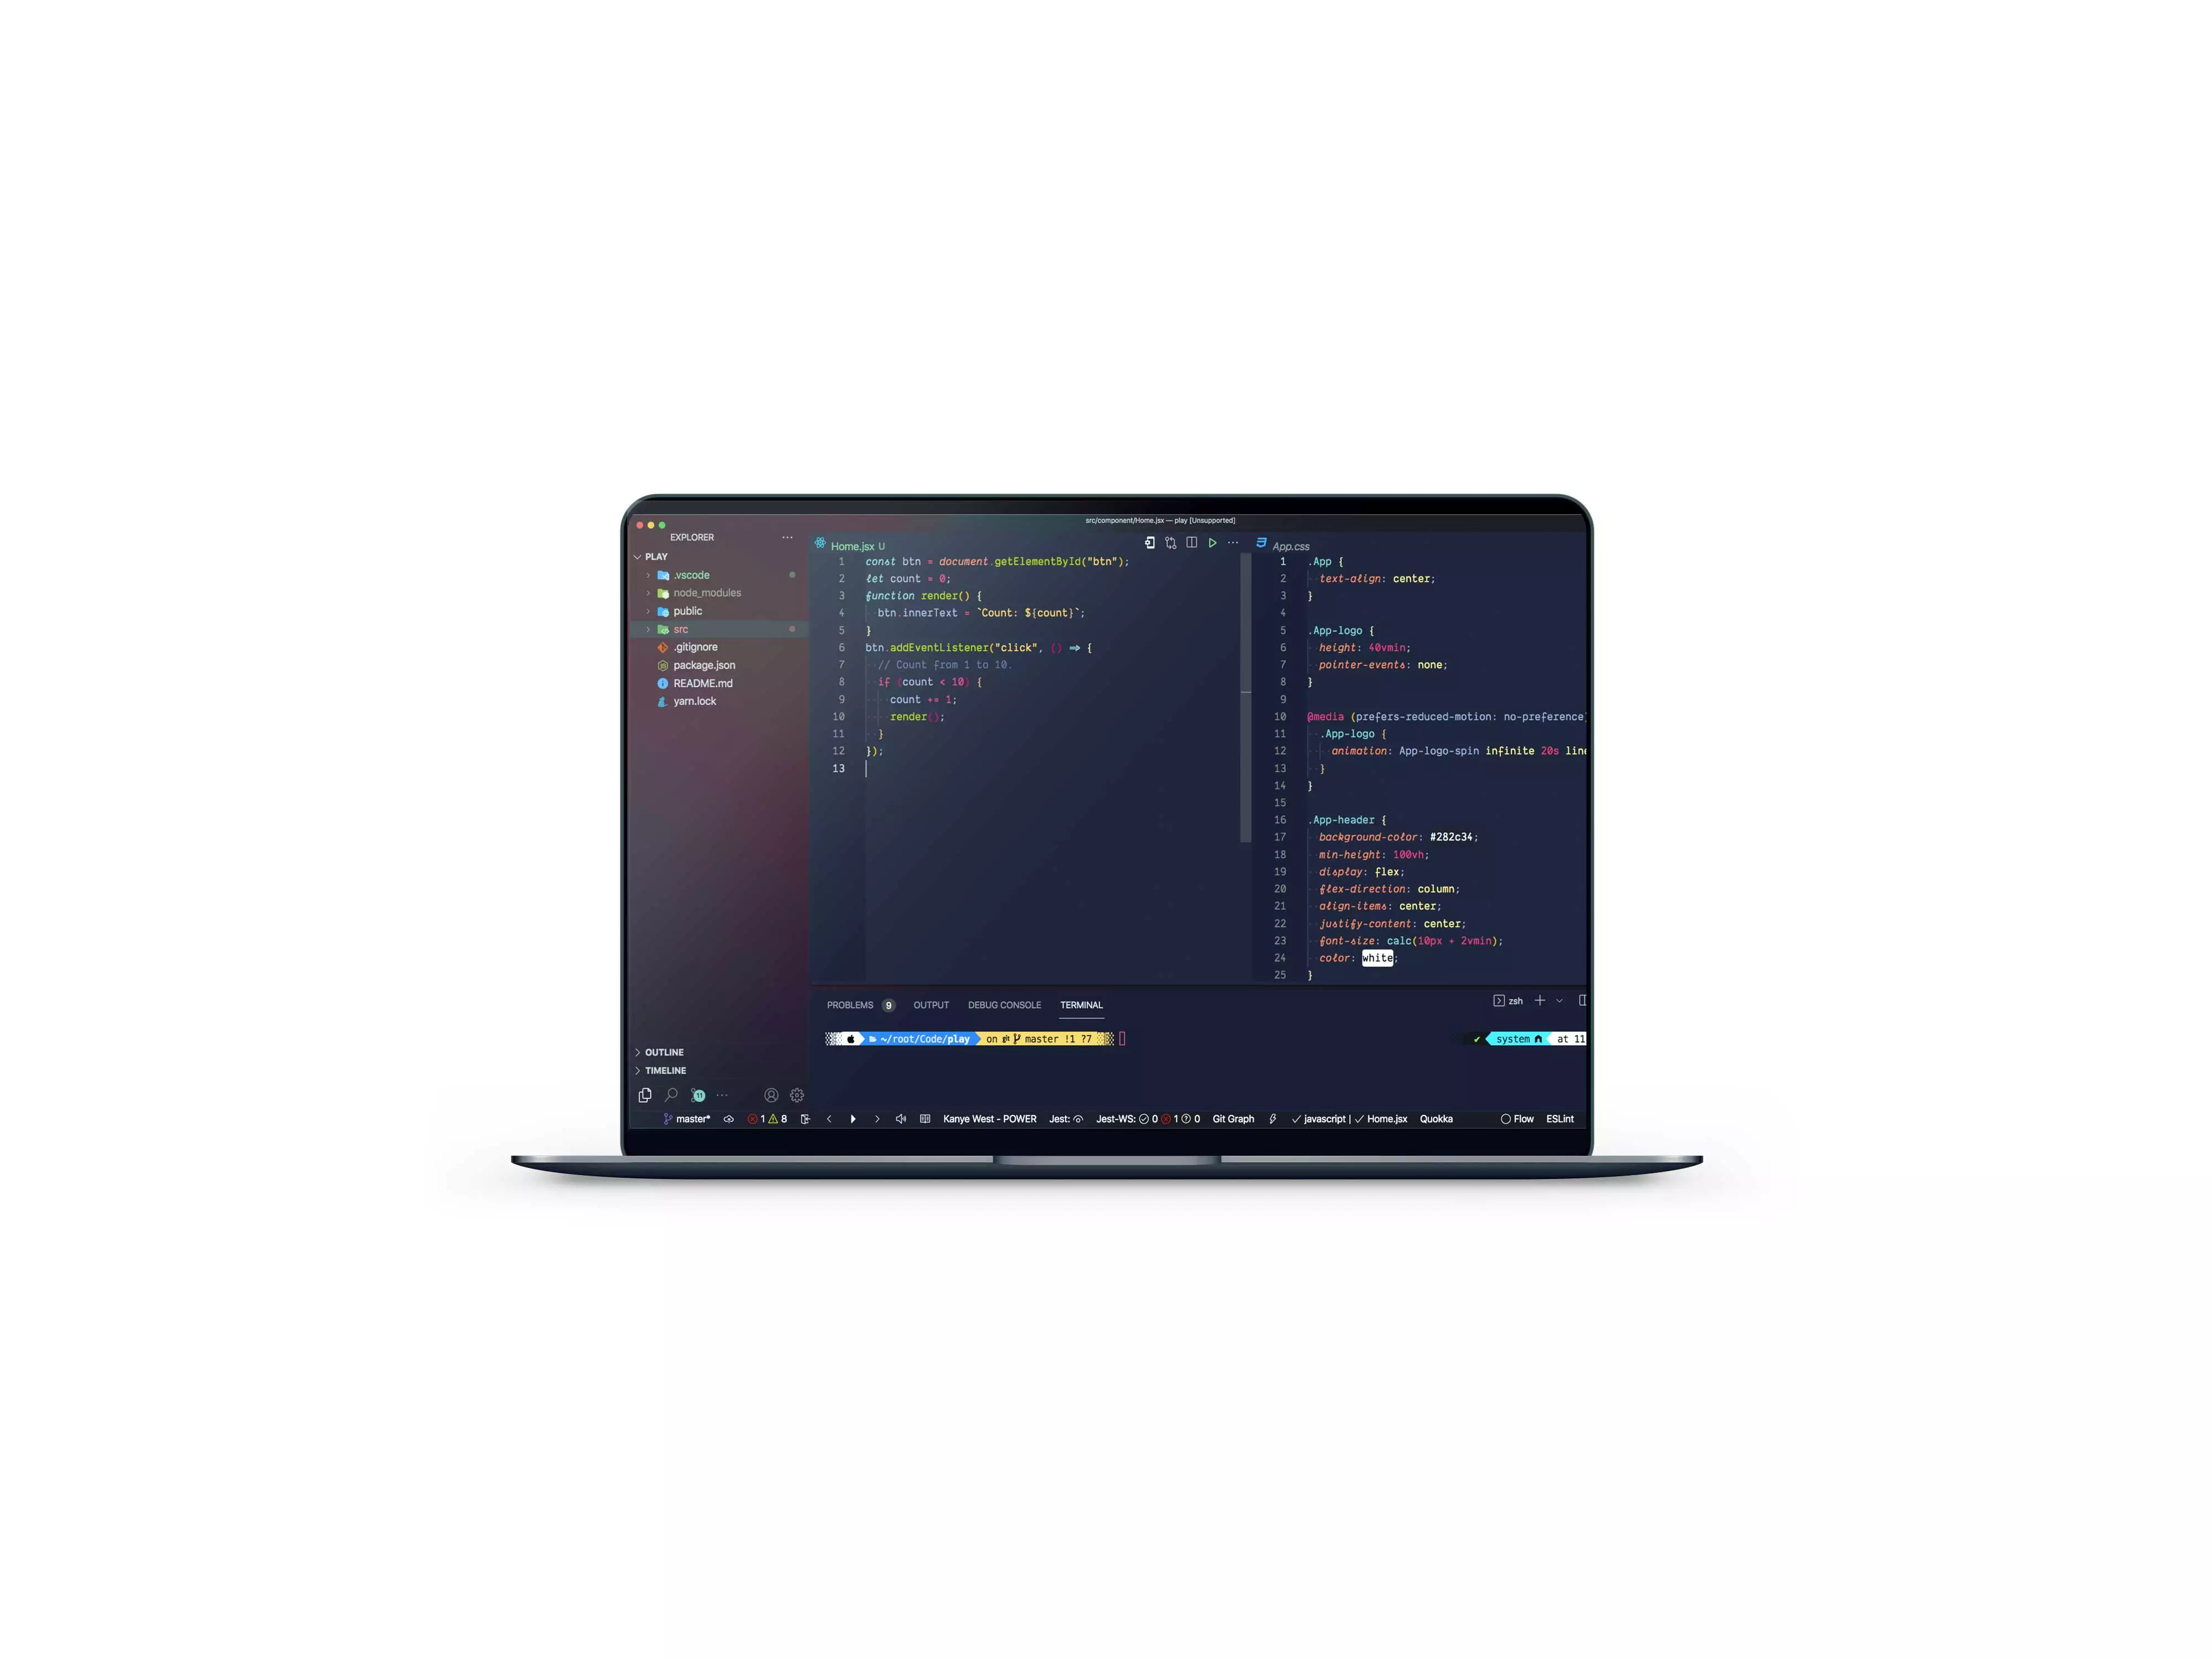 src/component/Home.jsx — play [Unsupported]
EXPLORER
PLAY
.vscode
node_modules
public
src
.gitignore
package.json
README.md
yarn.lock
OUTLINE
TIMELINE
11
Home.jsx U
1 const btn = document.getElementById("btn");
2 let count = 0;
3 function render() {
4 btn.innerText = `Count: ${count}`;
5 }
6 btn.addEventListener("click", () => {
7 // Count from 1 to 10.
8 if (count < 10) {
9 count += 1;
10 render();
11 }
12 });
13
App.css
1 .App {
2 text-align: center;
3 }
4
5 .App-logo {
6 height: 40vmin;
7 pointer-events: none;
8 }
9
10 @media (prefers-reduced-motion: no-preference)
11 .App-logo {
12 animation: App-logo-spin infinite 20s line
13 }
14 }
15
16 .App-header {
17 background-color: #282c34;
18 min-height: 100vh;
19 display: flex;
20 flex-direction: column;
21 align-items: center;
22 justify-content: center;
23 font-size: calc(10px + 2vmin);
24 color: white;
25 }
PROBLEMS 9 OUTPUT DEBUG CONSOLE TERMINAL
zsh
~/root/Code/play on git master !1 ?7
✔ system at 11
master* 1 8 Kanye West - POWER Jest: Jest-WS: 0 1 0 Git Graph javascript | Home.jsx Quokka Flow ESLint